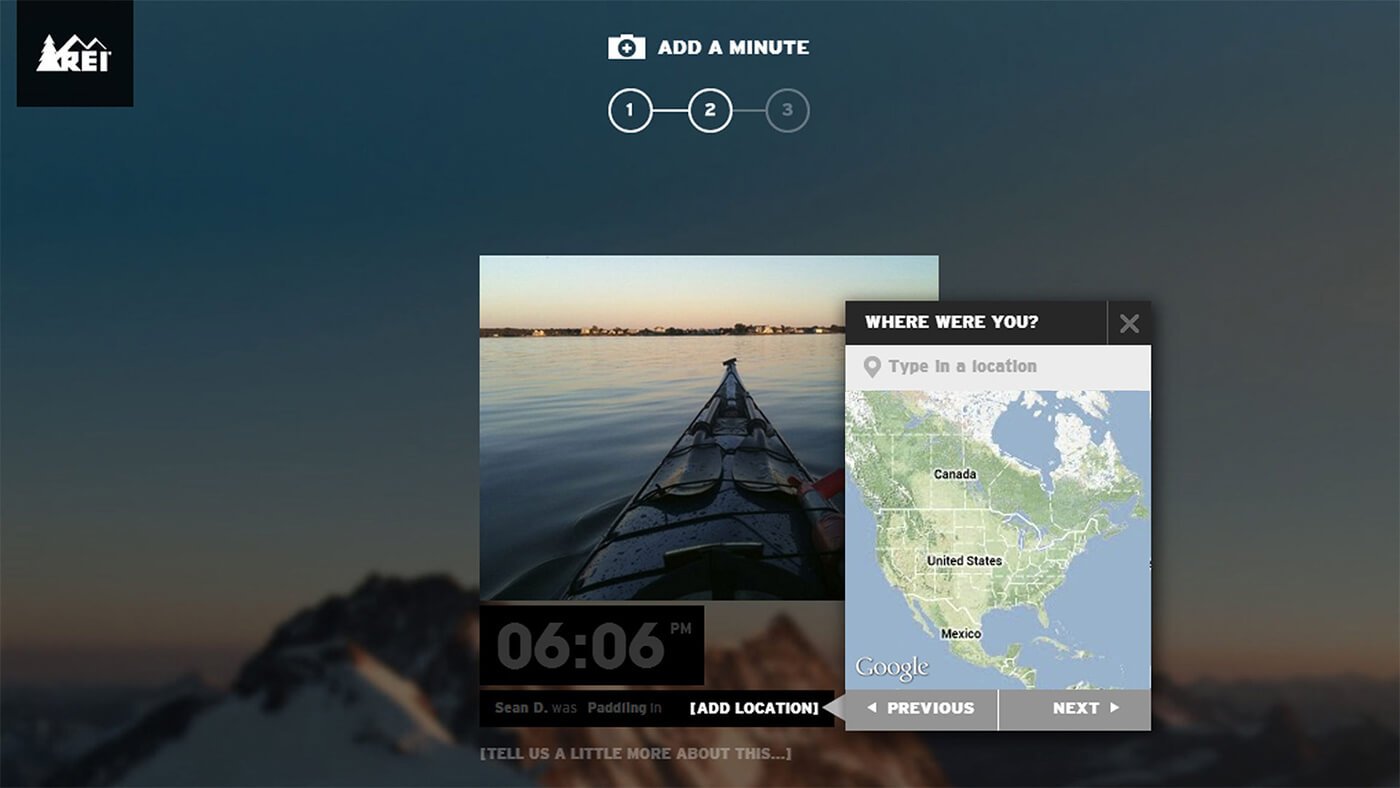 REI
ADD A MINUTE
1 2 3
WHERE WERE YOU?
Type in a location
Canada
United States
Mexico
Google
06:06 PM
Sean D. was Paddling in [ADD LOCATION]
PREVIOUS NEXT
[TELL US A LITTLE MORE ABOUT THIS...]